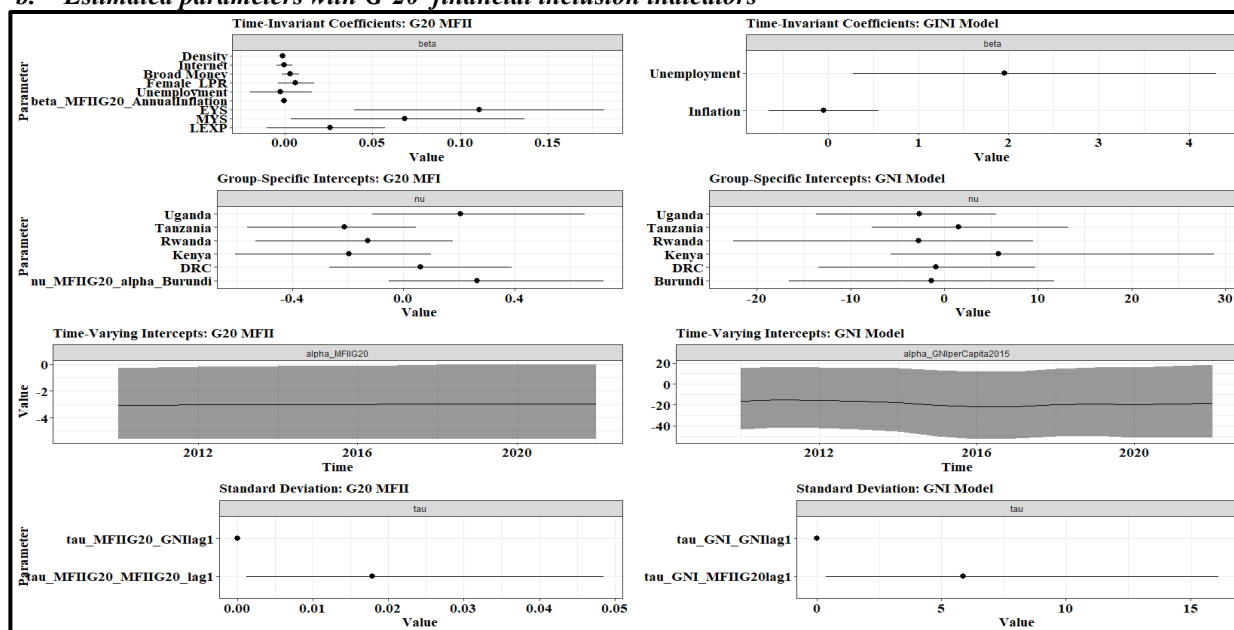 b. Estimated parameters with G-20 financial inclusion indicators
Time-Invariant Coefficients: G20 MFII
beta
Parameter
Density
Internet
Broad Money
Female_LPR
Unemployment
beta_MFIIG20_AnnualInflation
EYS
MYS
LEXP
0.00 0.05 0.10 0.15
Value
Time-Invariant Coefficients: GINI Model
beta
Unemployment
Inflation
0 1 2 3 4
Value
Group-Specific Intercepts: G20 MFI
nu
Parameter
Uganda
Tanzania
Rwanda
Kenya
DRC
nu_MFIIG20_alpha_Burundi
-0.4 0.0 0.4
Value
Group-Specific Intercepts: GNI Model
nu
Uganda
Tanzania
Rwanda
Kenya
DRC
Burundi
-20 -10 0 10 20 30
Value
Time-Varying Intercepts: G20 MFII
alpha_MFIIG20
Value
0
-2
-4
2012 2016 2020
Time
Time-Varying Intercepts: GNI Model
alpha_GNIperCapita2015
20
0
-20
-40
2012 2016 2020
Time
Standard Deviation: G20 MFII
tau
Parameter
tau_MFIIG20_GNIlag1
tau_MFIIG20_MFIIG20_lag1
0.00 0.01 0.02 0.03 0.04 0.05
Value
Standard Deviation: GNI Model
tau
tau_GNI_GNIlag1
tau_GNI_MFIIG20lag1
0 5 10 15
Value